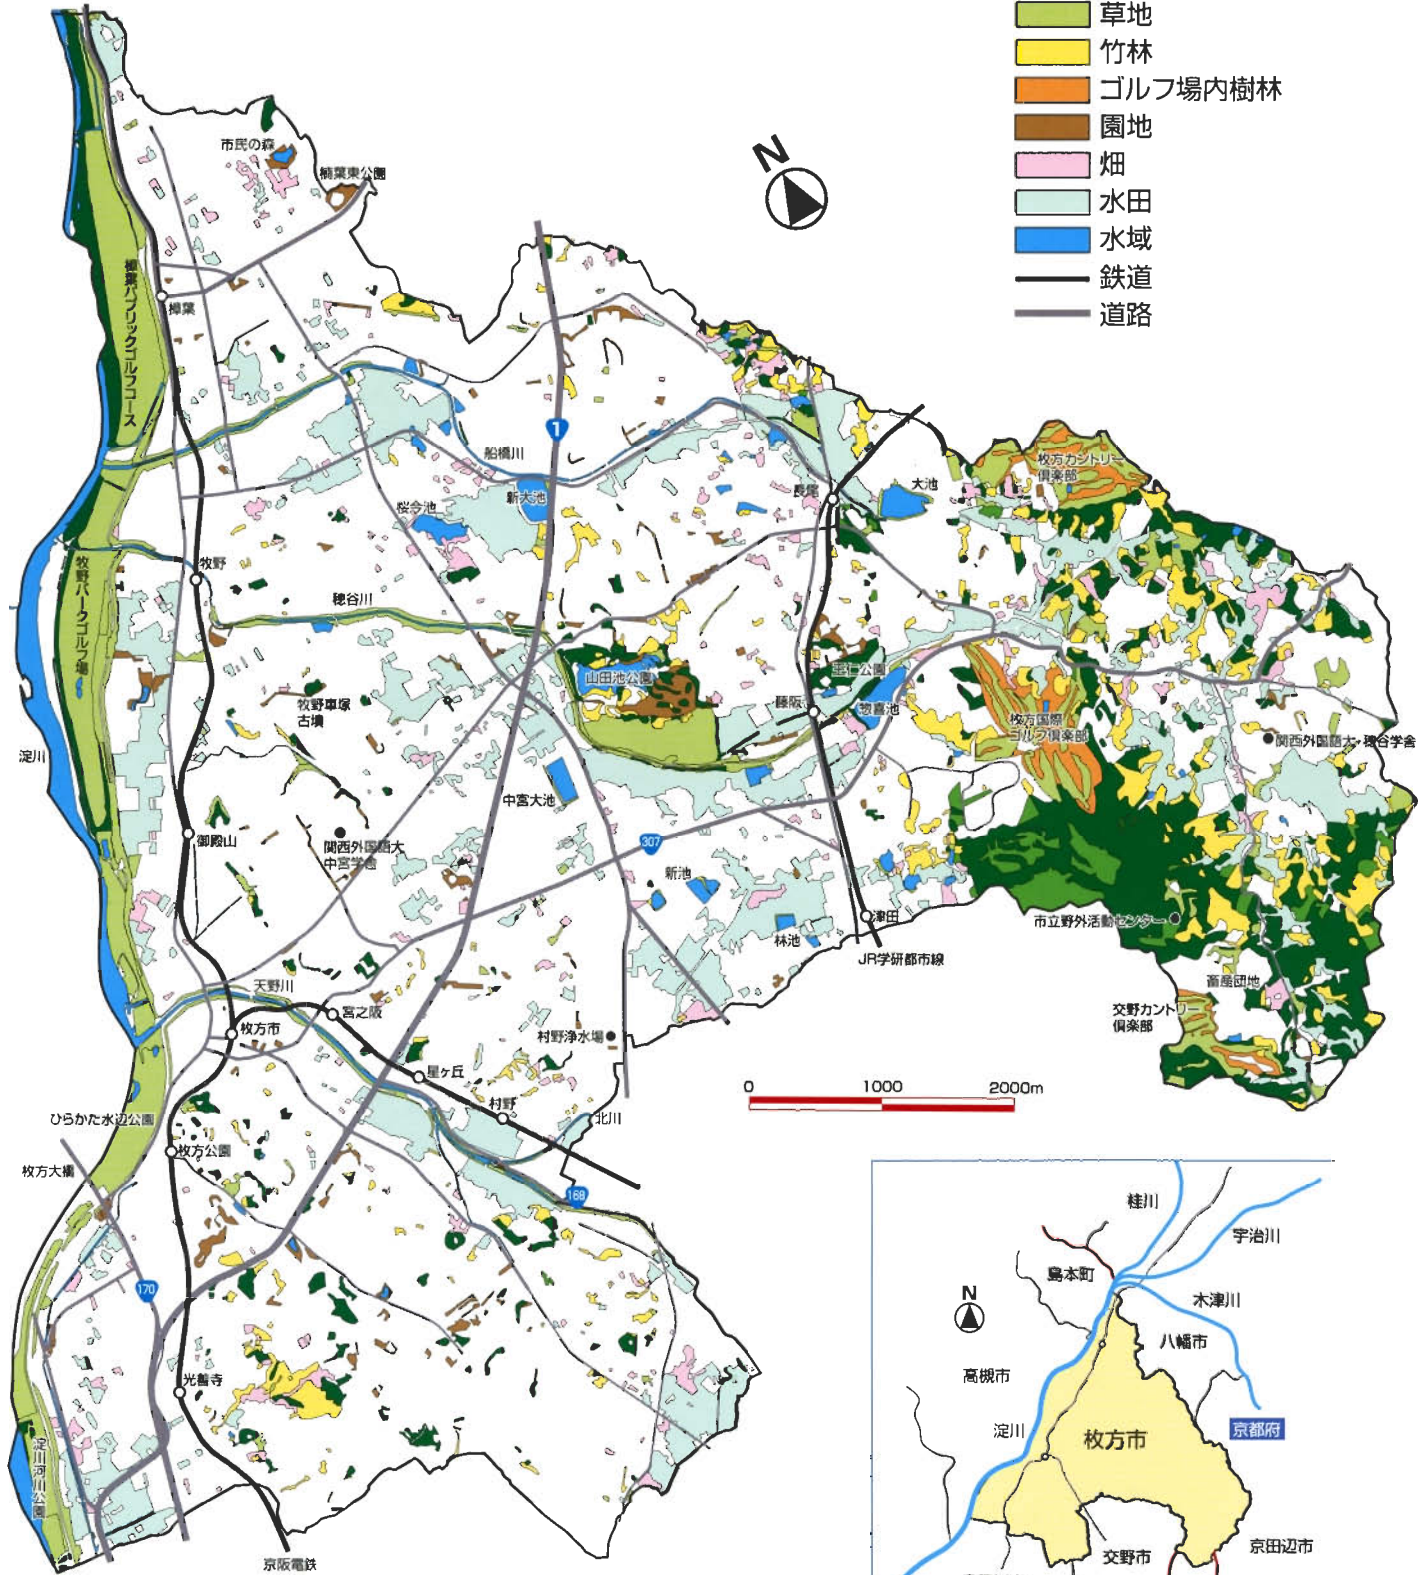 草地
竹林
ゴルフ場内樹林
園地
畑
水田
水域
鉄道
道路
N
市民の森
楠葉東公園
樟葉パブリックゴルフコース
樟葉
1
船橋川
枚方カントリー
倶楽部
長尾
大池
新大池
桜今池
牧野
穂谷川
牧野パークゴルフ場
山田池公園
王仁公園
藤阪
惣喜池
牧野車塚
古墳
枚方国際
ゴルフ倶楽部
関西外国語大・穂谷学舎
淀川
中宮大池
御殿山
関西外国語大
中宮学舎
307
新池
津田
市立野外活動センター
林池
JR学研都市線
天野川
宮之阪
枚方市
村野浄水場
畜産団地
交野カントリー
倶楽部
星ヶ丘
村野
北川
0 1000 2000m
ひらかた水辺公園
枚方公園
枚方大橋
168
170
光善寺
淀川河川公園
京阪電鉄
桂川
宇治川
島本町
N
木津川
八幡市
高槻市
淀川
京都府
枚方市
交野市
京田辺市